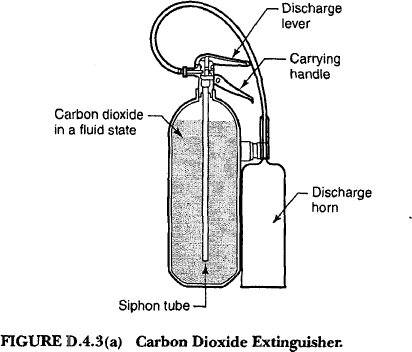 Discharge
lever
Carrying
handle
Carbon dioxide
in a fluid state
Discharge
horn
Siphon tube
FIGURE D.4.3(a) Carbon Dioxide Extinguisher.